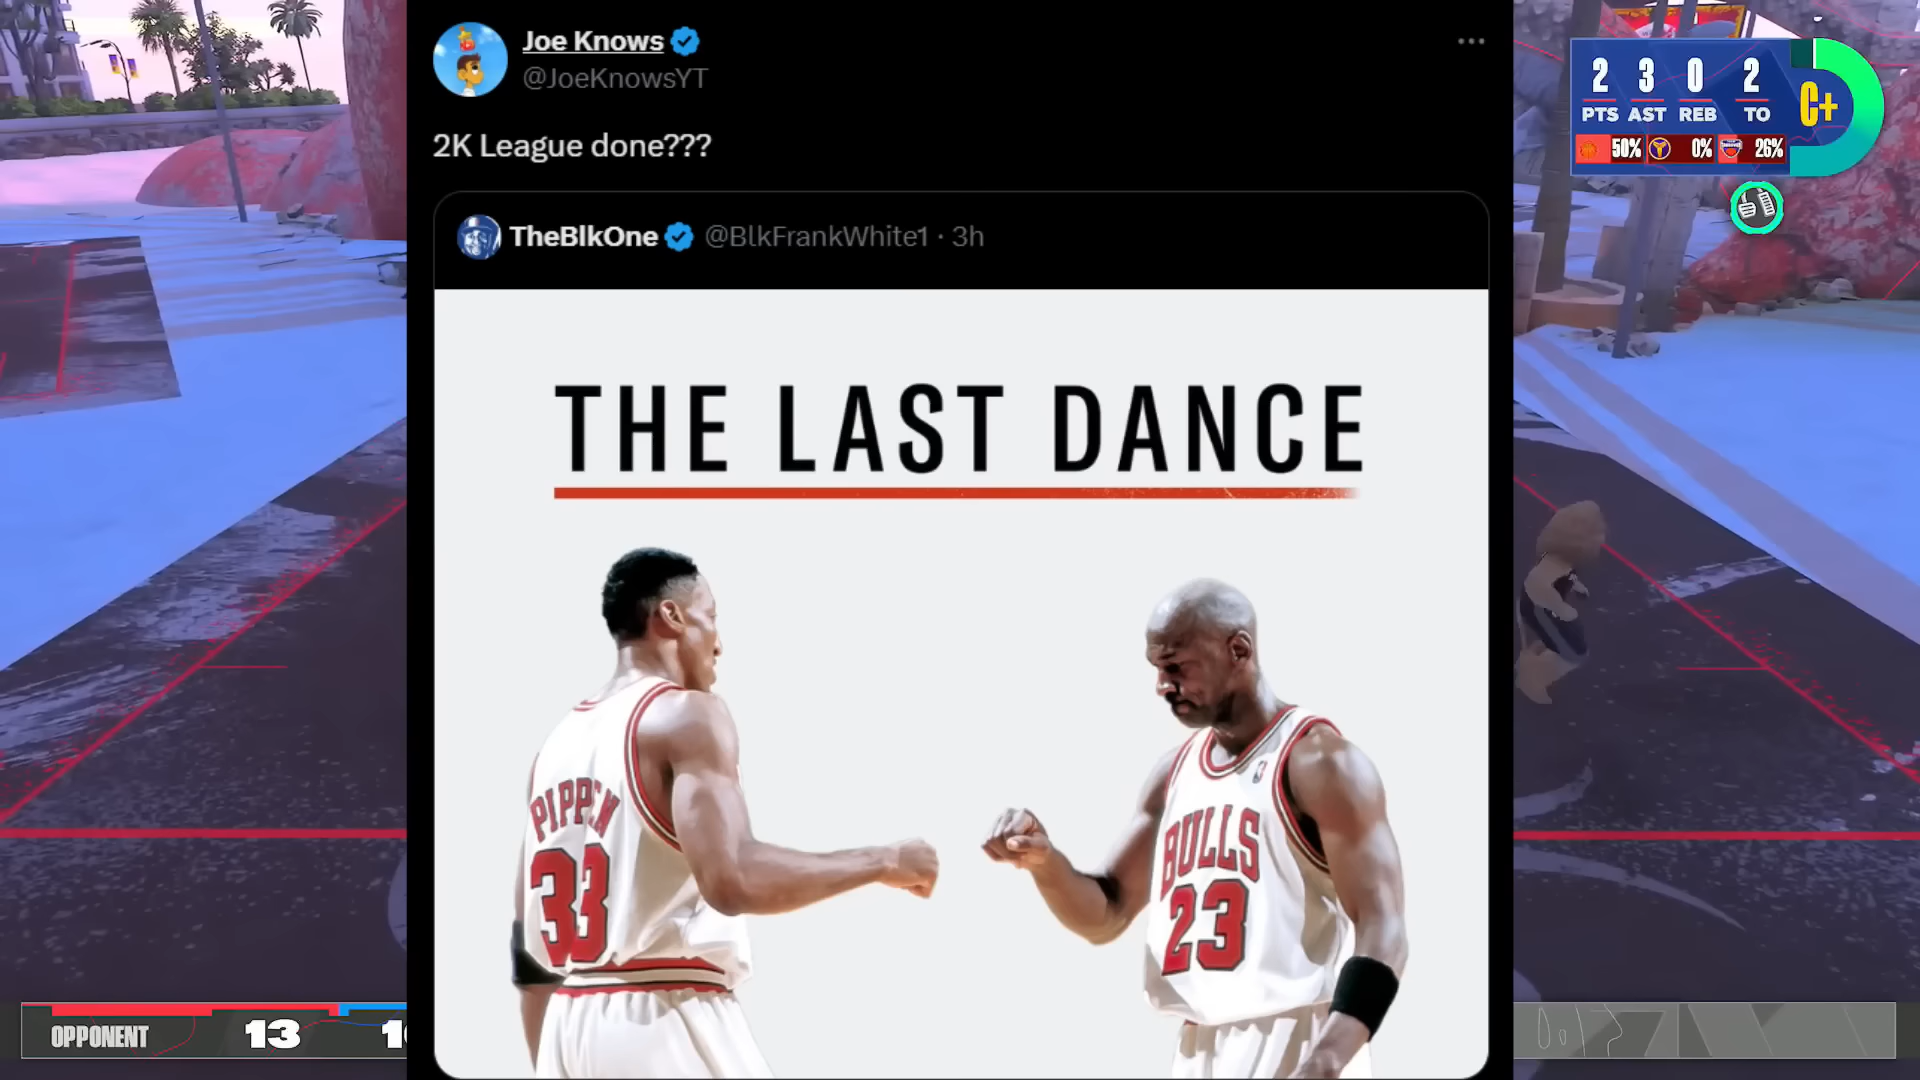 Joe Knows
@JoeKnowsYT
2K League done???
TheBlkOne @BlkFrankWhite1 · 3h
THE LAST DANCE
PIPPEN
33
BULLS
23
2 3 0 2 C+
PTS AST REB TO
50% 0% 26%
OPPONENT 13